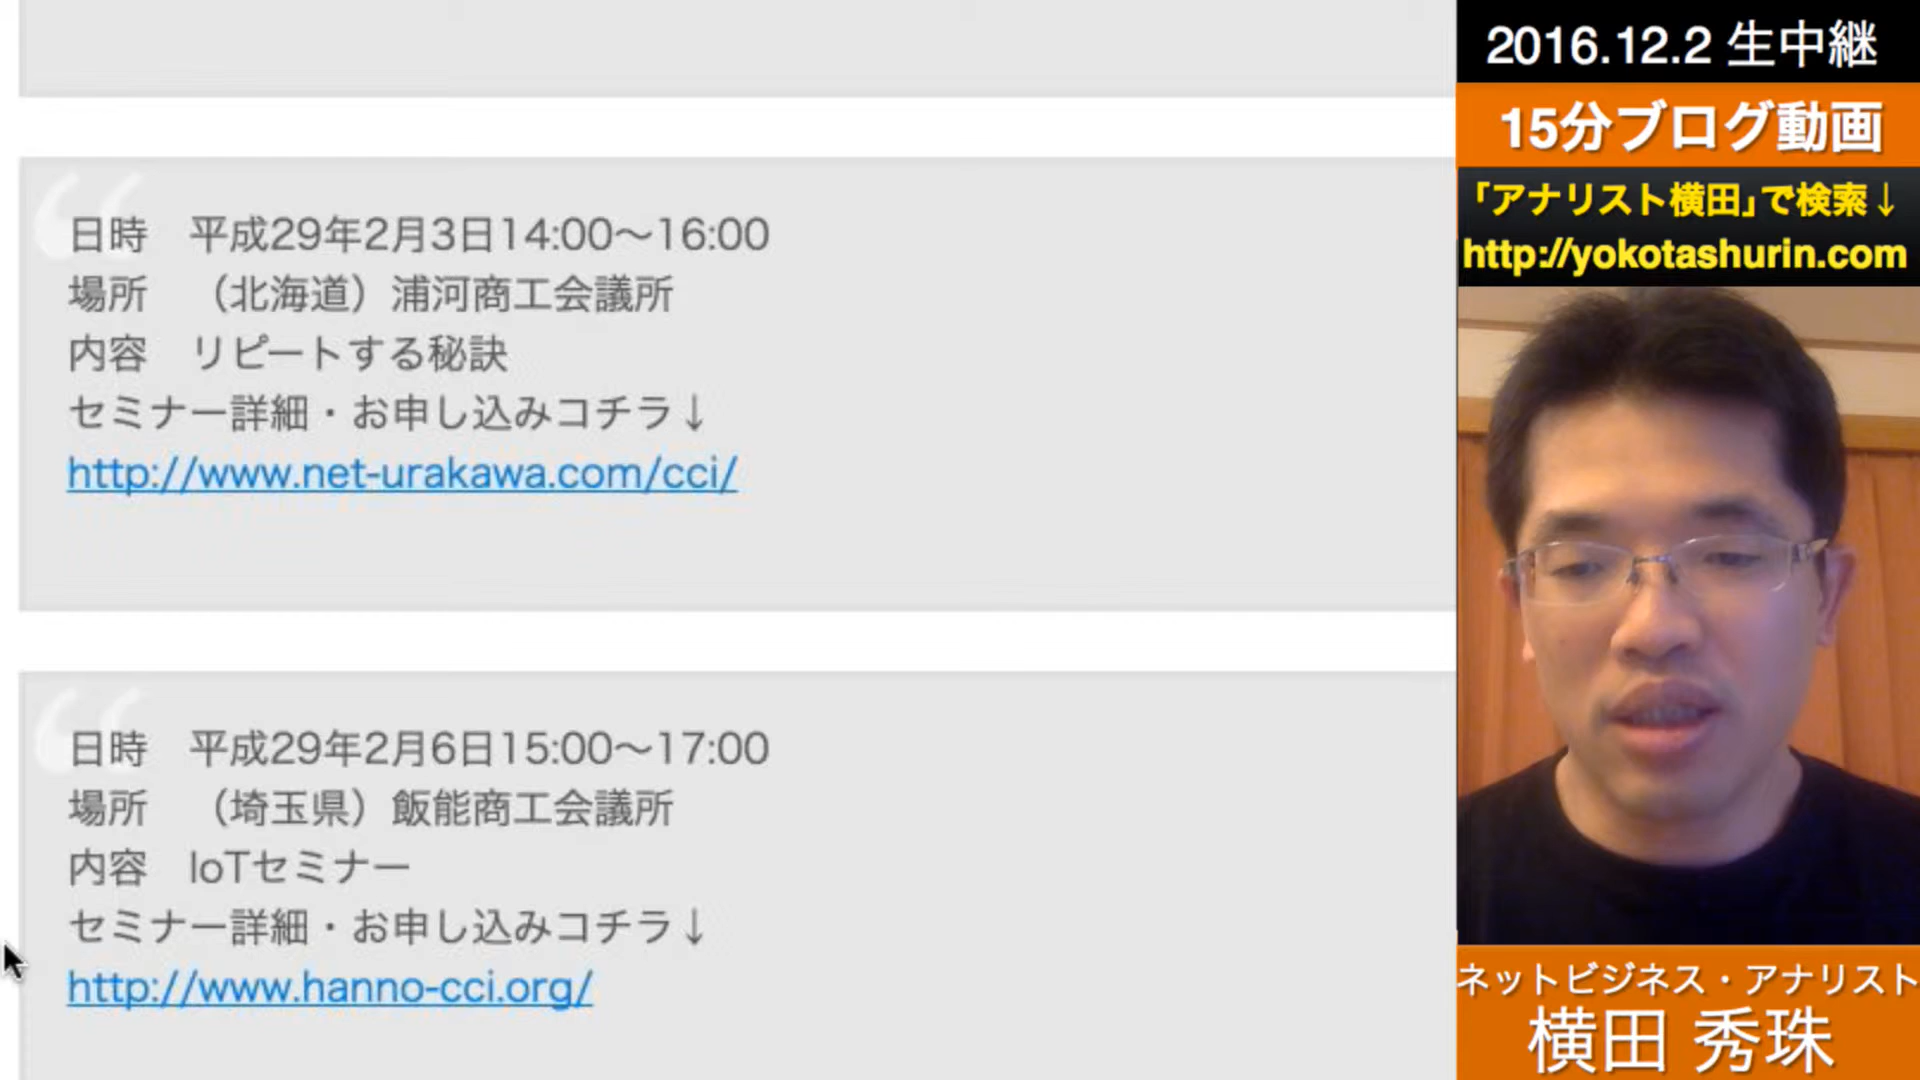 日時　平成29年2月3日14:00〜16:00
場所　（北海道）浦河商工会議所
内容　リピートする秘訣
セミナー詳細・お申し込みコチラ↓
http://www.net-urakawa.com/cci/
日時　平成29年2月6日15:00〜17:00
場所　（埼玉県）飯能商工会議所
内容　IoTセミナー
セミナー詳細・お申し込みコチラ↓
http://www.hanno-cci.org/
2016.12.2 生中継
15分ブログ動画
「アナリスト横田」で検索↓
http://yokotashurin.com
ネットビジネス・アナリスト
横田 秀珠